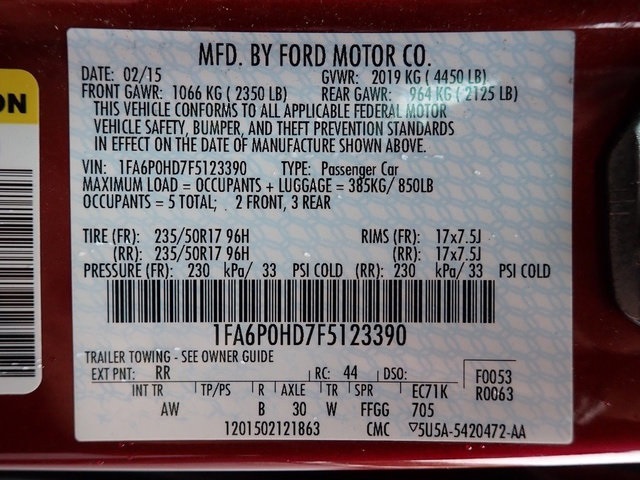 MFD. BY FORD MOTOR CO.
DATE: 02/15 GVWR: 2019 KG ( 4450 LB)
FRONT GAWR: 1066 KG ( 2350 LB) REAR GAWR: 964 KG ( 2125 LB)
THIS VEHICLE CONFORMS TO ALL APPLICABLE FEDERAL MOTOR
VEHICLE SAFETY, BUMPER, AND THEFT PREVENTION STANDARDS
IN EFFECT ON THE DATE OF MANUFACTURE SHOWN ABOVE.
ON
VIN: 1FA6P0HD7F5123390 TYPE: Passenger Car
MAXIMUM LOAD = OCCUPANTS + LUGGAGE = 385KG/ 850LB
OCCUPANTS = 5 TOTAL; 2 FRONT, 3 REAR
TIRE (FR): 235/50R17 96H RIMS (FR): 17x7.5J
(RR): 235/50R17 96H (RR): 17x7.5J
PRESSURE (FR): 230 kPa/ 33 PSI COLD (RR): 230 kPa/ 33 PSI COLD
1FA6P0HD7F5123390
TRAILER TOWING - SEE OWNER GUIDE
EXT PNT: RR RC: 44 DSO: F0053
INT TR TP/PS R AXLE TR SPR EC71K R0063
AW B 30 W FFGG 705
1201502121863 CMC ▽5U5A-5420472-AA